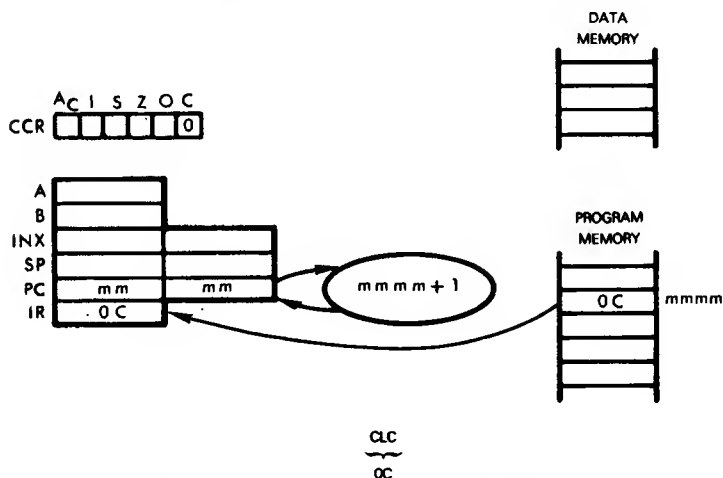 DATA
MEMORY
AC I S Z O C
CCR 0
A
B
INX
SP
PC mm mm
mmmm+1
IR 0C
PROGRAM
MEMORY
0C mmmm
CLC
0C